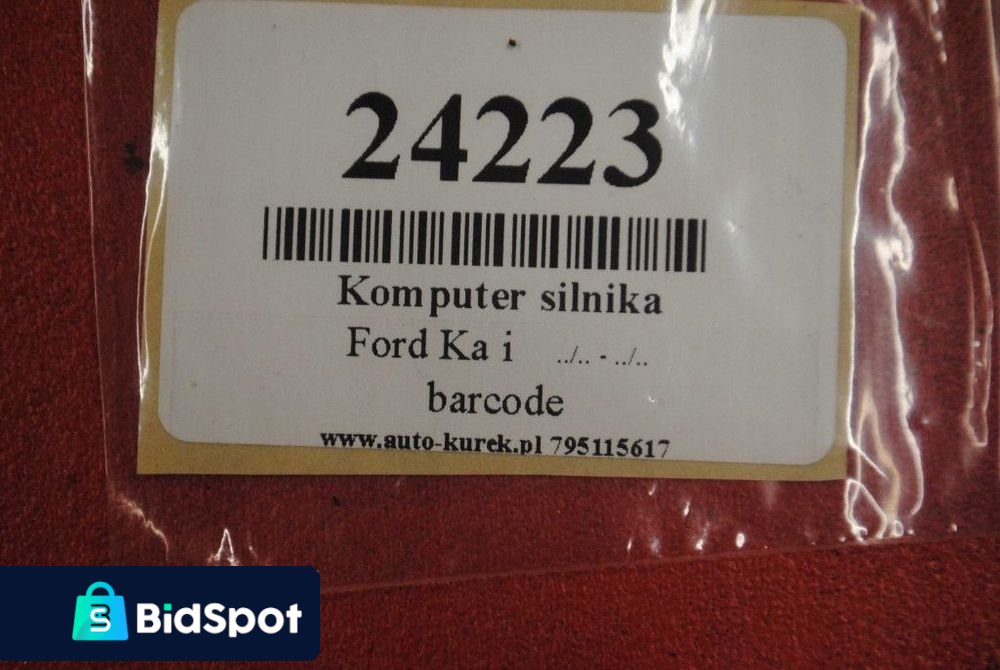 24223
Komputer silnika
Ford Ka i ../.. - ../..
barcode
www.auto-kurek.pl 795115617
BidSpot